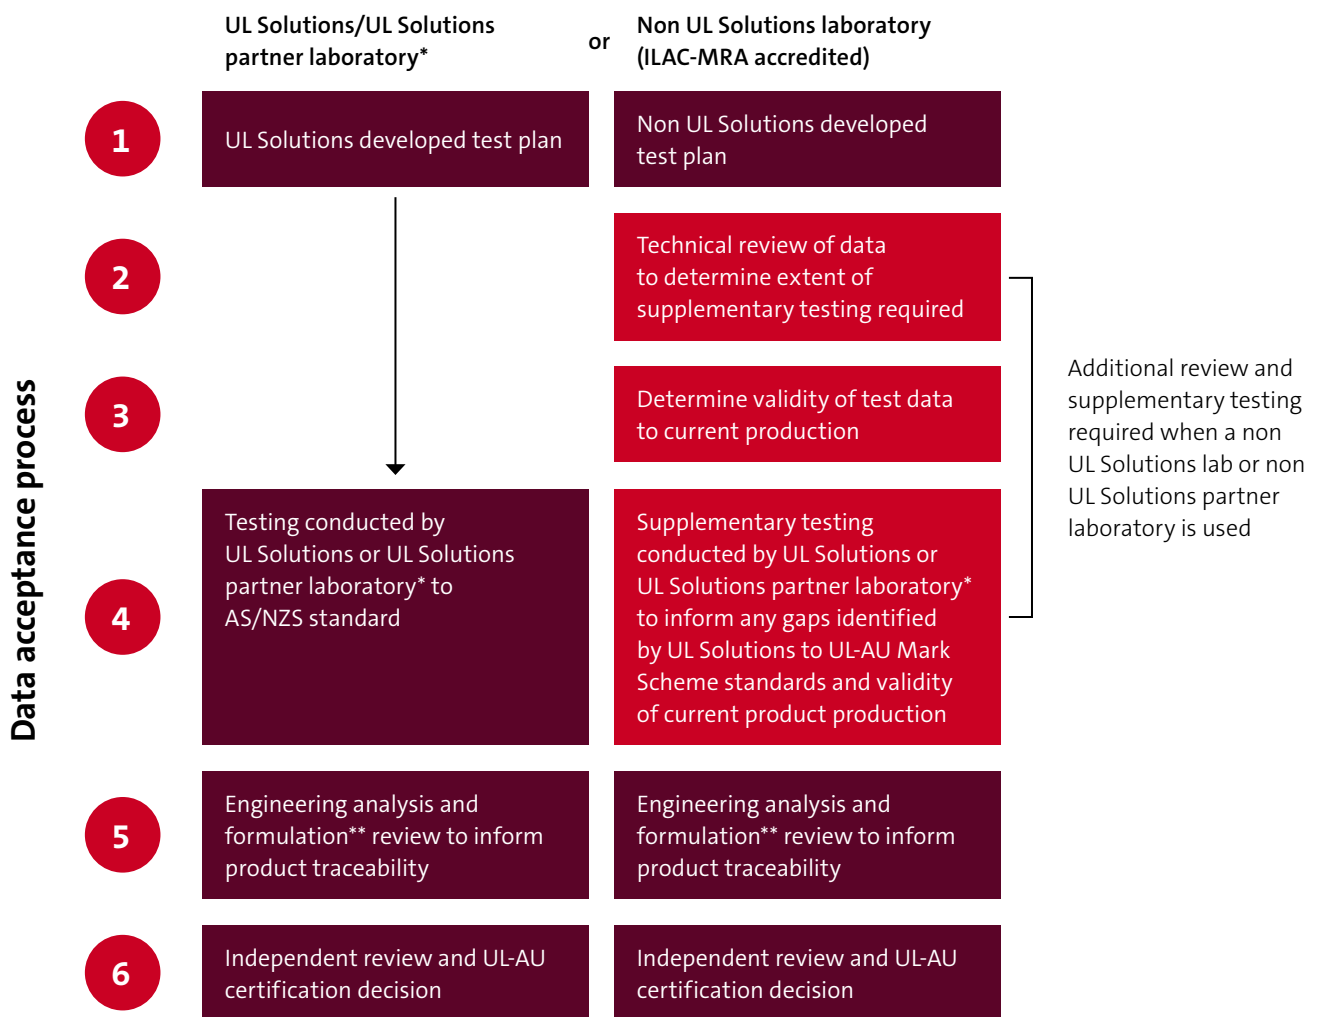 UL Solutions/UL Solutions
partner laboratory*
or
Non UL Solutions laboratory
(ILAC-MRA accredited)
Data acceptance process
1
UL Solutions developed test plan
Non UL Solutions developed
test plan
2
Technical review of data
to determine extent of
supplementary testing required
3
Determine validity of test data
to current production
Additional review and
supplementary testing
required when a non
UL Solutions lab or non
UL Solutions partner
laboratory is used
4
Testing conducted by
UL Solutions or UL Solutions
partner laboratory* to
AS/NZS standard
Supplementary testing
conducted by UL Solutions or
UL Solutions partner laboratory*
to inform any gaps identified
by UL Solutions to UL-AU Mark
Scheme standards and validity
of current product production
5
Engineering analysis and
formulation** review to inform
product traceability
Engineering analysis and
formulation** review to inform
product traceability
6
Independent review and UL-AU
certification decision
Independent review and UL-AU
certification decision